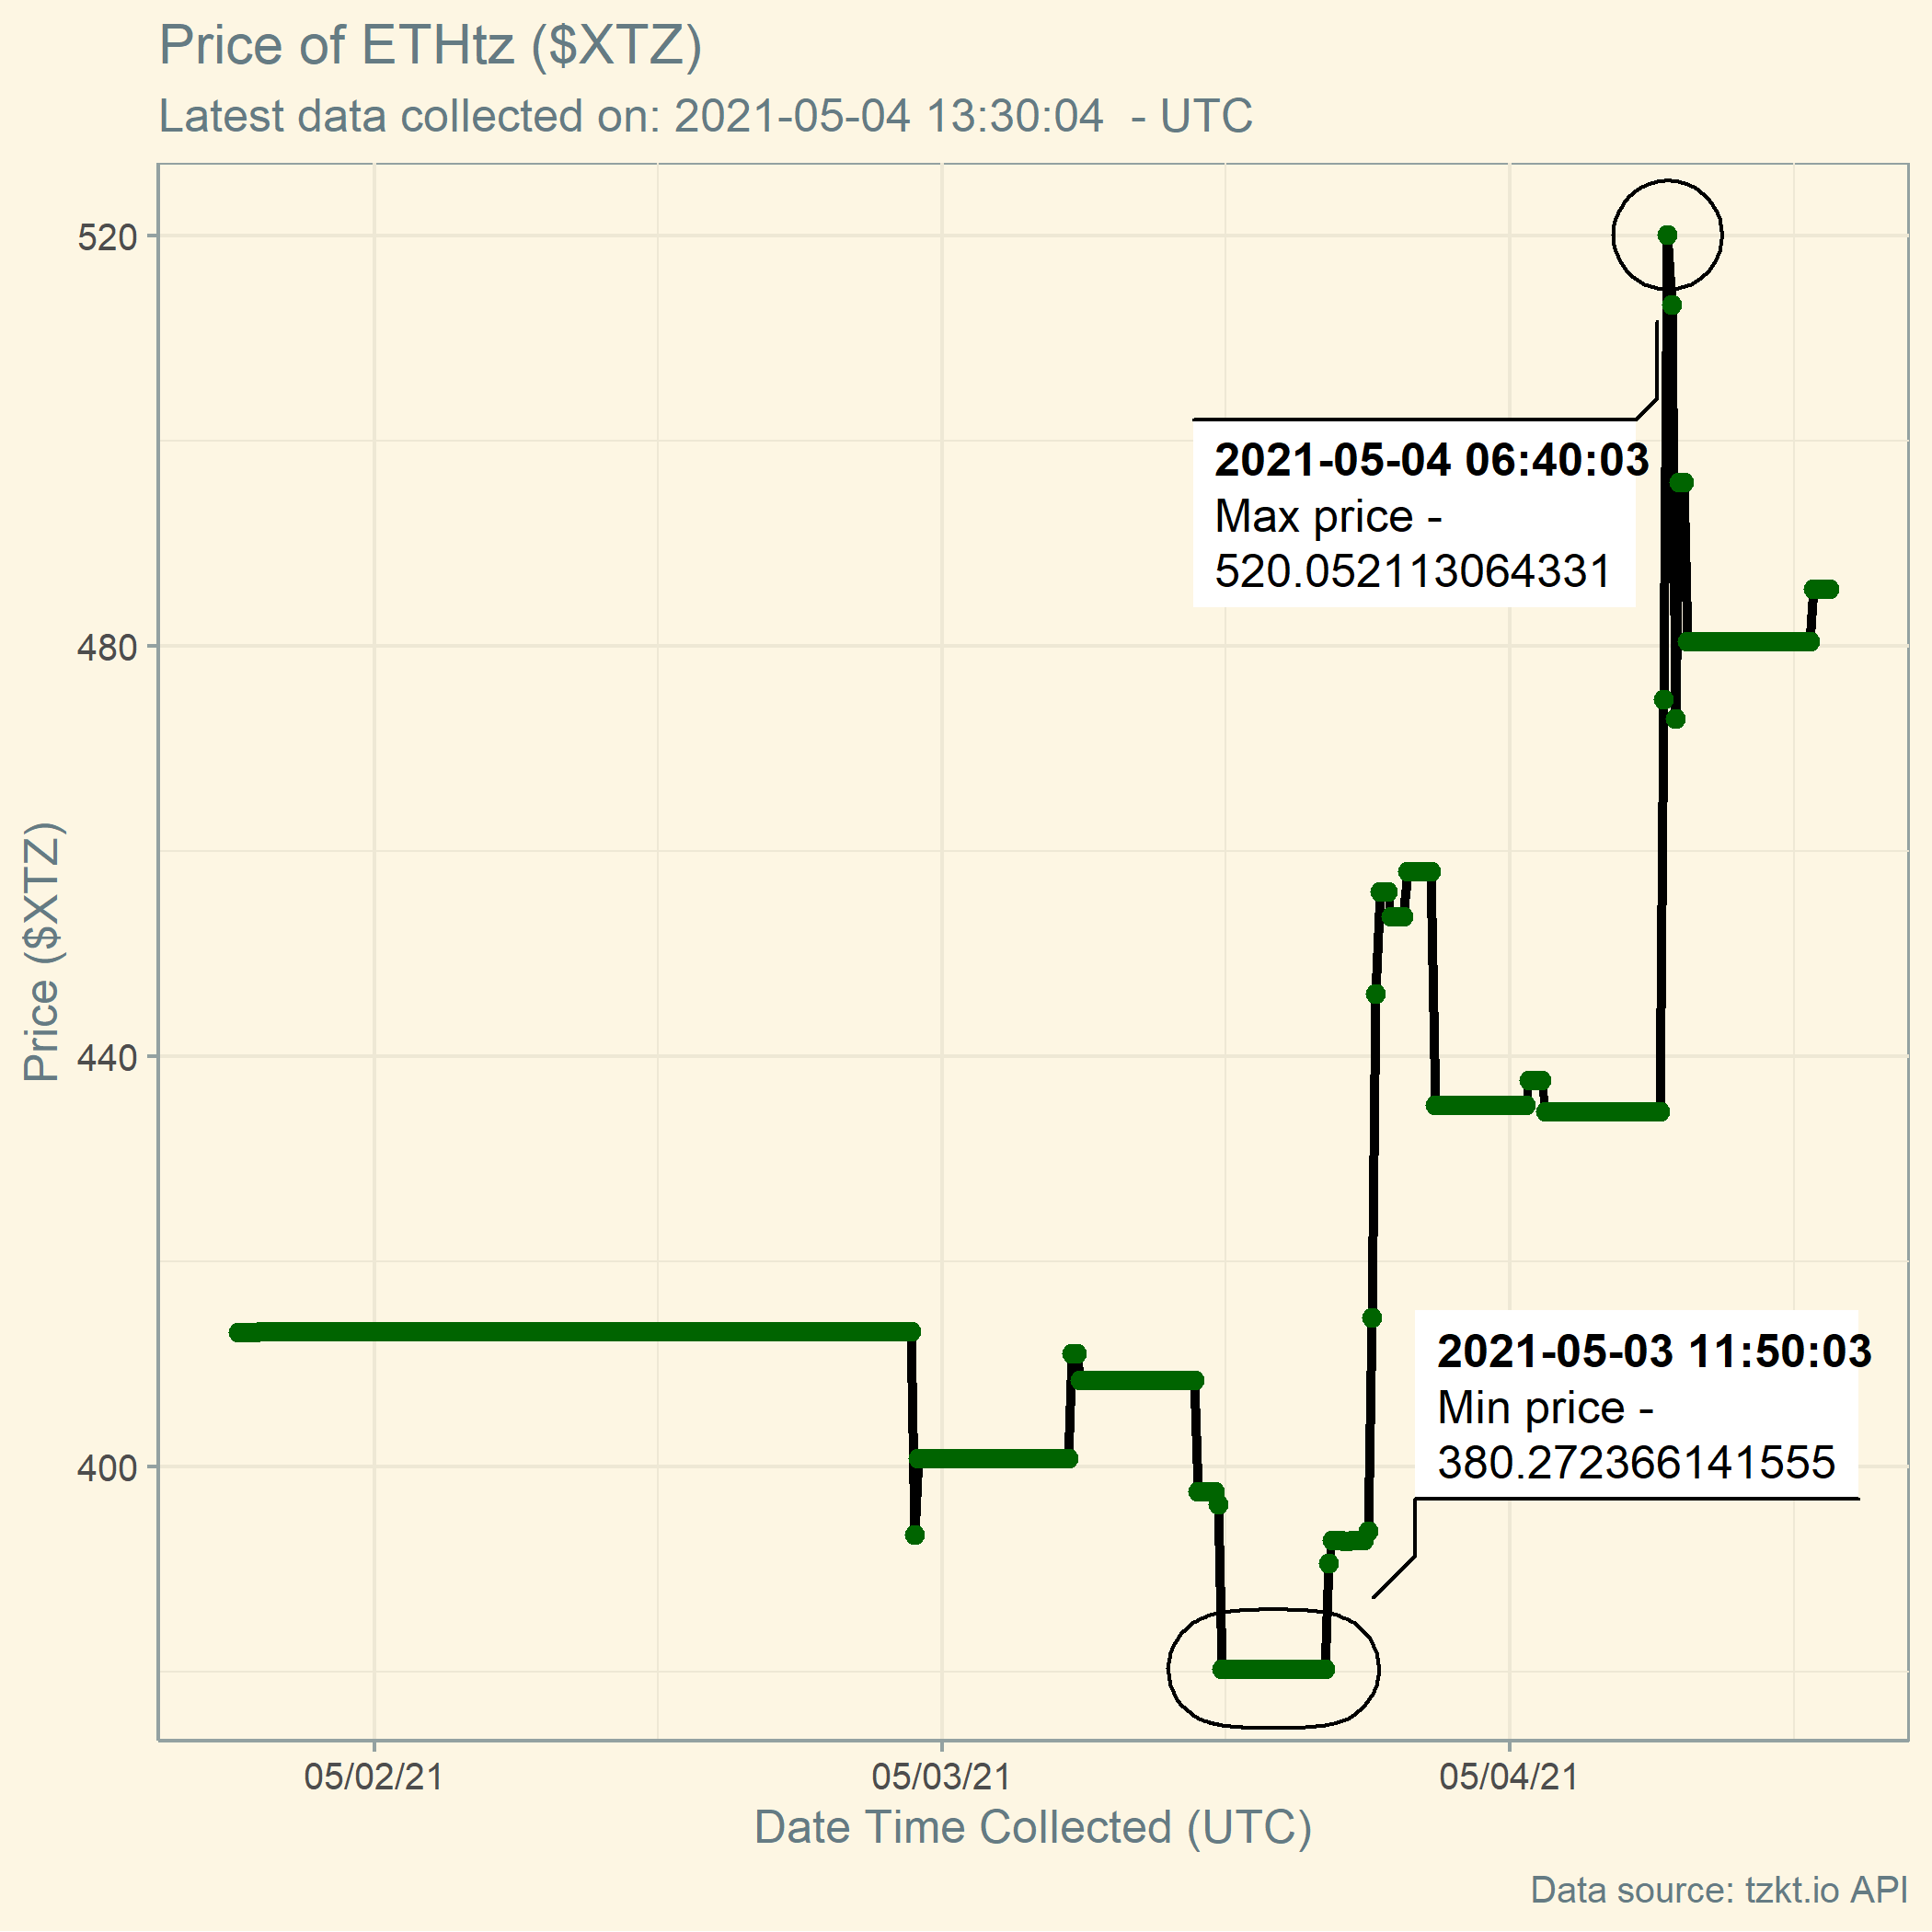 Price of ETHtz ($XTZ)
Latest data collected on: 2021-05-04 13:30:04  - UTC
520
480
440
400
Price ($XTZ)
2021-05-04 06:40:03
Max price -
520.052113064331
2021-05-03 11:50:03
Min price -
380.272366141555
05/02/21
05/03/21
05/04/21
Date Time Collected (UTC)
Data source: tzkt.io API